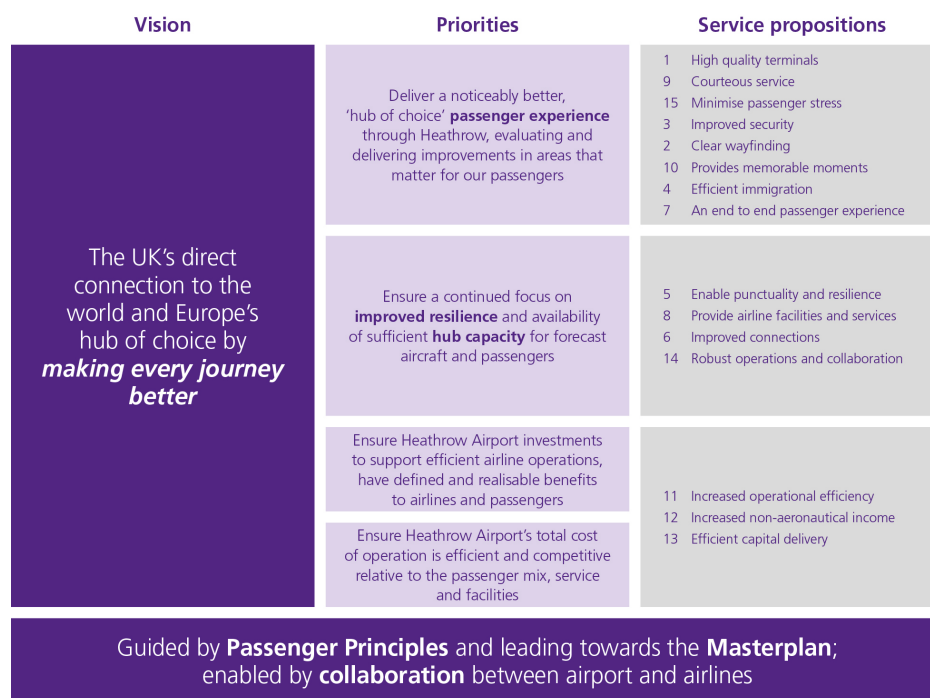 Vision
Priorities
Service propositions
The UK’s direct
connection to the
world and Europe’s
hub of choice by
making every journey
better
Deliver a noticeably better,
‘hub of choice’ passenger experience
through Heathrow, evaluating and
delivering improvements in areas that
matter for our passengers
1 High quality terminals
9 Courteous service
15 Minimise passenger stress
3 Improved security
2 Clear wayfinding
10 Provides memorable moments
4 Efficient immigration
7 An end to end passenger experience
Ensure a continued focus on
improved resilience and availability
of sufficient hub capacity for forecast
aircraft and passengers
5 Enable punctuality and resilience
8 Provide airline facilities and services
6 Improved connections
14 Robust operations and collaboration
Ensure Heathrow Airport investments
to support efficient airline operations,
have defined and realisable benefits
to airlines and passengers
Ensure Heathrow Airport’s total cost
of operation is efficient and competitive
relative to the passenger mix, service
and facilities
11 Increased operational efficiency
12 Increased non-aeronautical income
13 Efficient capital delivery
Guided by Passenger Principles and leading towards the Masterplan;
enabled by collaboration between airport and airlines